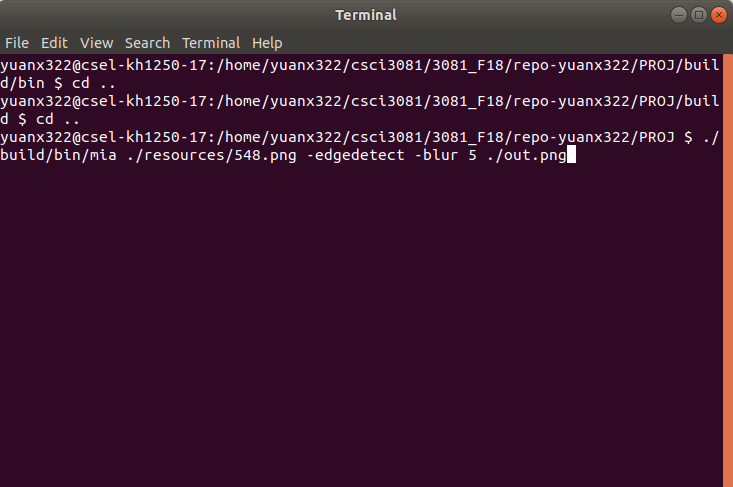 Terminal
File Edit View Search Terminal Help
yuanx322@csel-kh1250-17:/home/yuanx322/csci3081/3081_F18/repo-yuanx322/PROJ/buil
d/bin $ cd ..
yuanx322@csel-kh1250-17:/home/yuanx322/csci3081/3081_F18/repo-yuanx322/PROJ/buil
d $ cd ..
yuanx322@csel-kh1250-17:/home/yuanx322/csci3081/3081_F18/repo-yuanx322/PROJ $ ./
build/bin/mia ./resources/548.png -edgedetect -blur 5 ./out.png